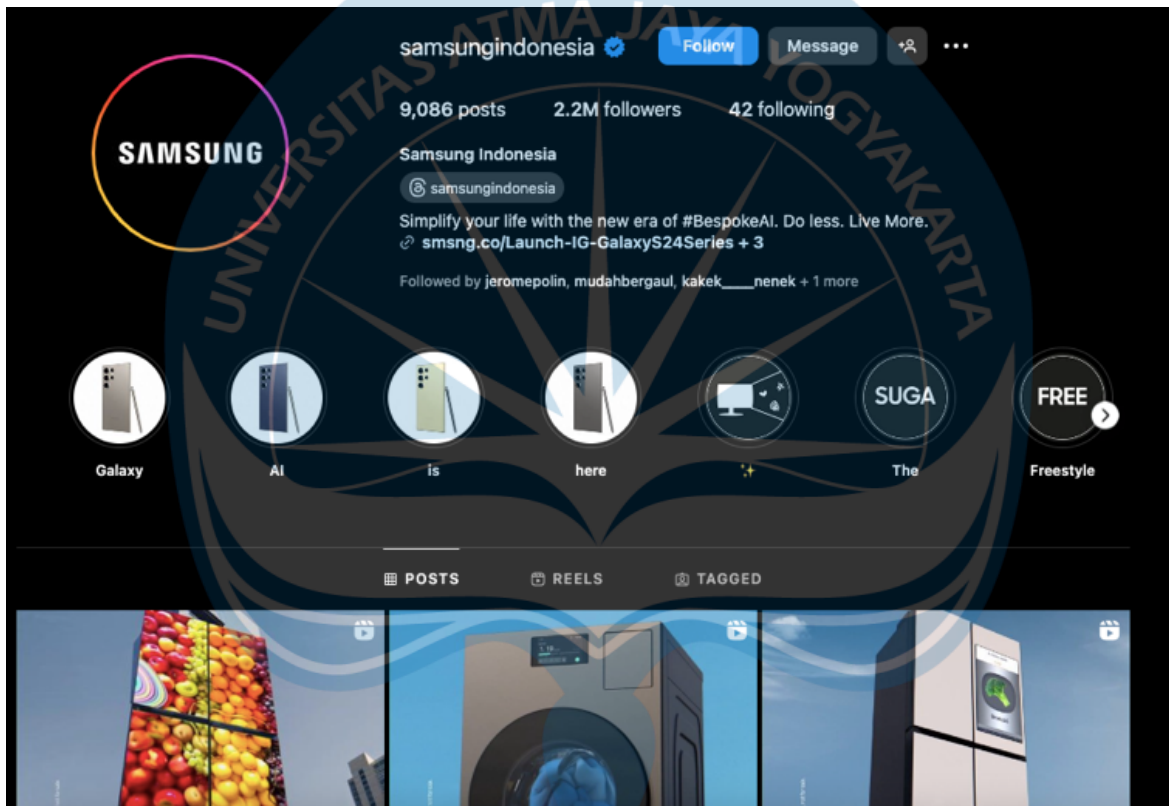 UNIVERSITAS ATMA JAYA YOGYAKARTA
samsungindonesia
Follow
Message
SAMSUNG
9,086 posts
2.2M followers
42 following
Samsung Indonesia
samsungindonesia
Simplify your life with the new era of #BespokeAI. Do less. Live More.
smsng.co/Launch-IG-GalaxyS24Series + 3
Followed by jeromepolin, mudahbergaul, kakek____nenek + 1 more
SUGA
FREE
Galaxy
AI
is
here
✨
The
Freestyle
POSTS
REELS
TAGGED